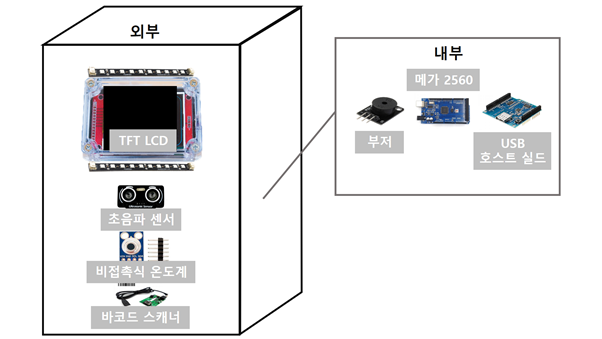 외부
TFT LCD
초음파 센서
비접촉식 온도계
바코드 스캐너
내부
메가 2560
부저
USB
호스트 실드